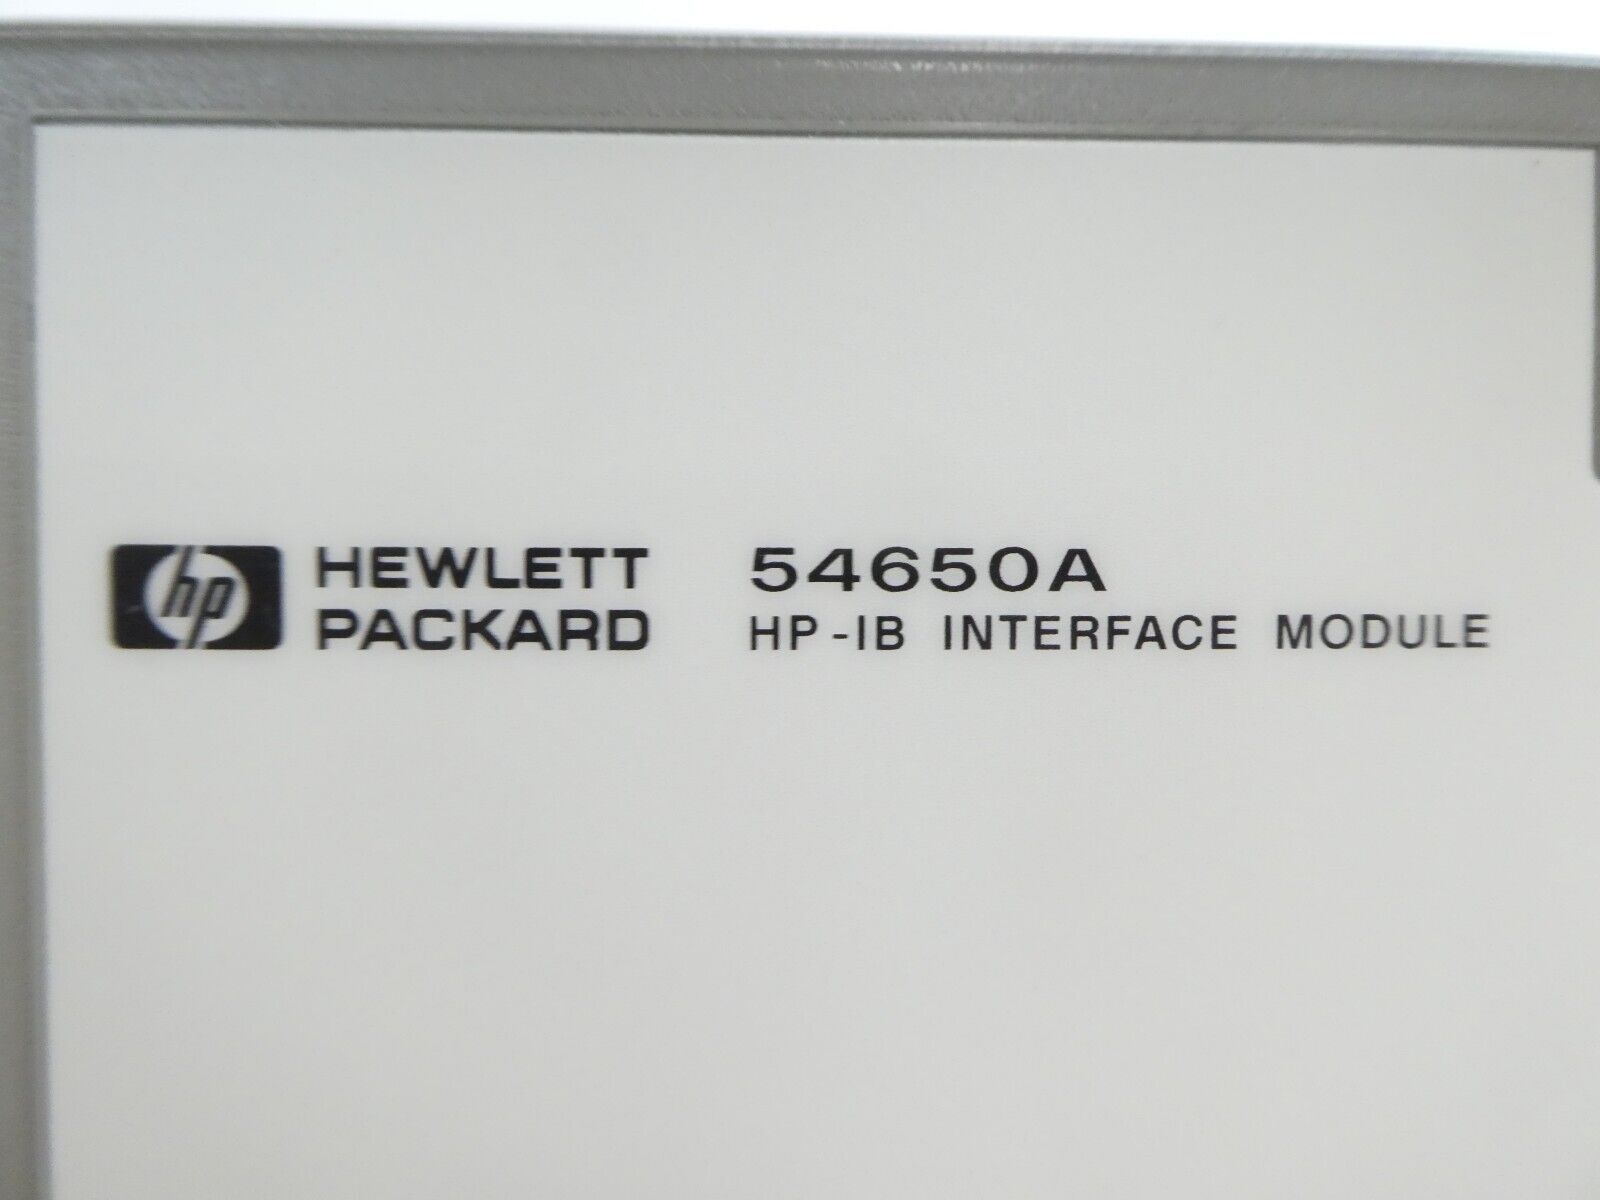 hp HEWLETT PACKARD
54650A
HP-IB INTERFACE MODULE